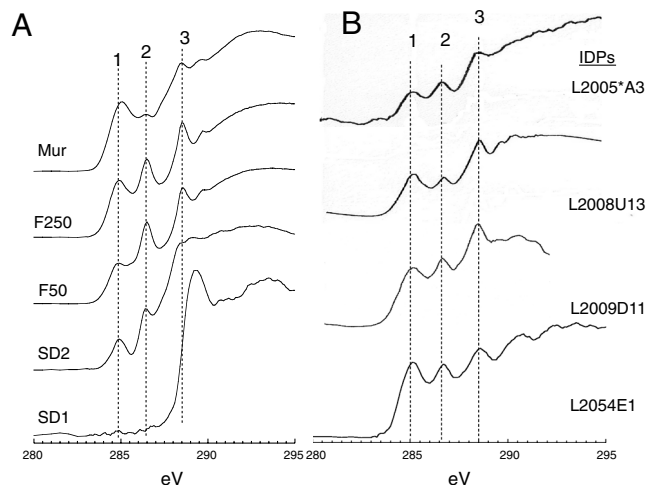 A
1 2 3
Mur
F250
F50
SD2
SD1
280 285 290 295
eV
B
1 2 3
IDPs
L2005*A3
L2008U13
L2009D11
L2054E1
280 285 290 295
eV